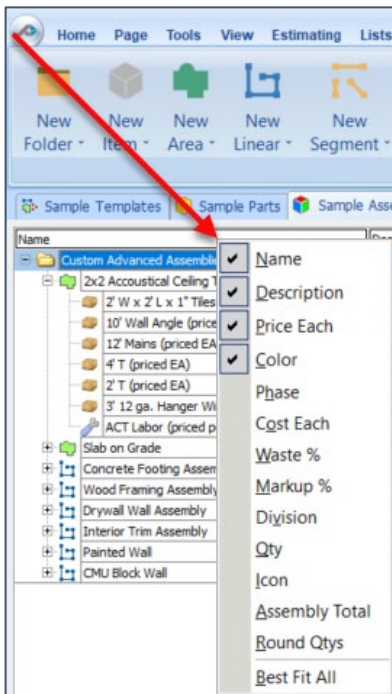 Home Page Tools View Estimating Lists
New Folder
New Item
New Area
New Linear
New Segment
Sample Templates
Sample Parts
Sample Asse
Name
Custom Advanced Assemblie
2x2 Accoustical Ceiling T
2' W x 2' L x 1" Tiles
10' Wall Angle (price
12' Mains (priced EA
4' T (priced EA)
2' T (priced EA)
3' 12 ga. Hanger Wi
ACT Labor (priced p
Slab on Grade
Concrete Footing Assem
Wood Framing Assembly
Drywall Wall Assembly
Interior Trim Assembly
Painted Wall
CMU Block Wall
Name
Description
Price Each
Color
Phase
Cost Each
Waste %
Markup %
Division
Qty
Icon
Assembly Total
Round Qtys
Best Fit All